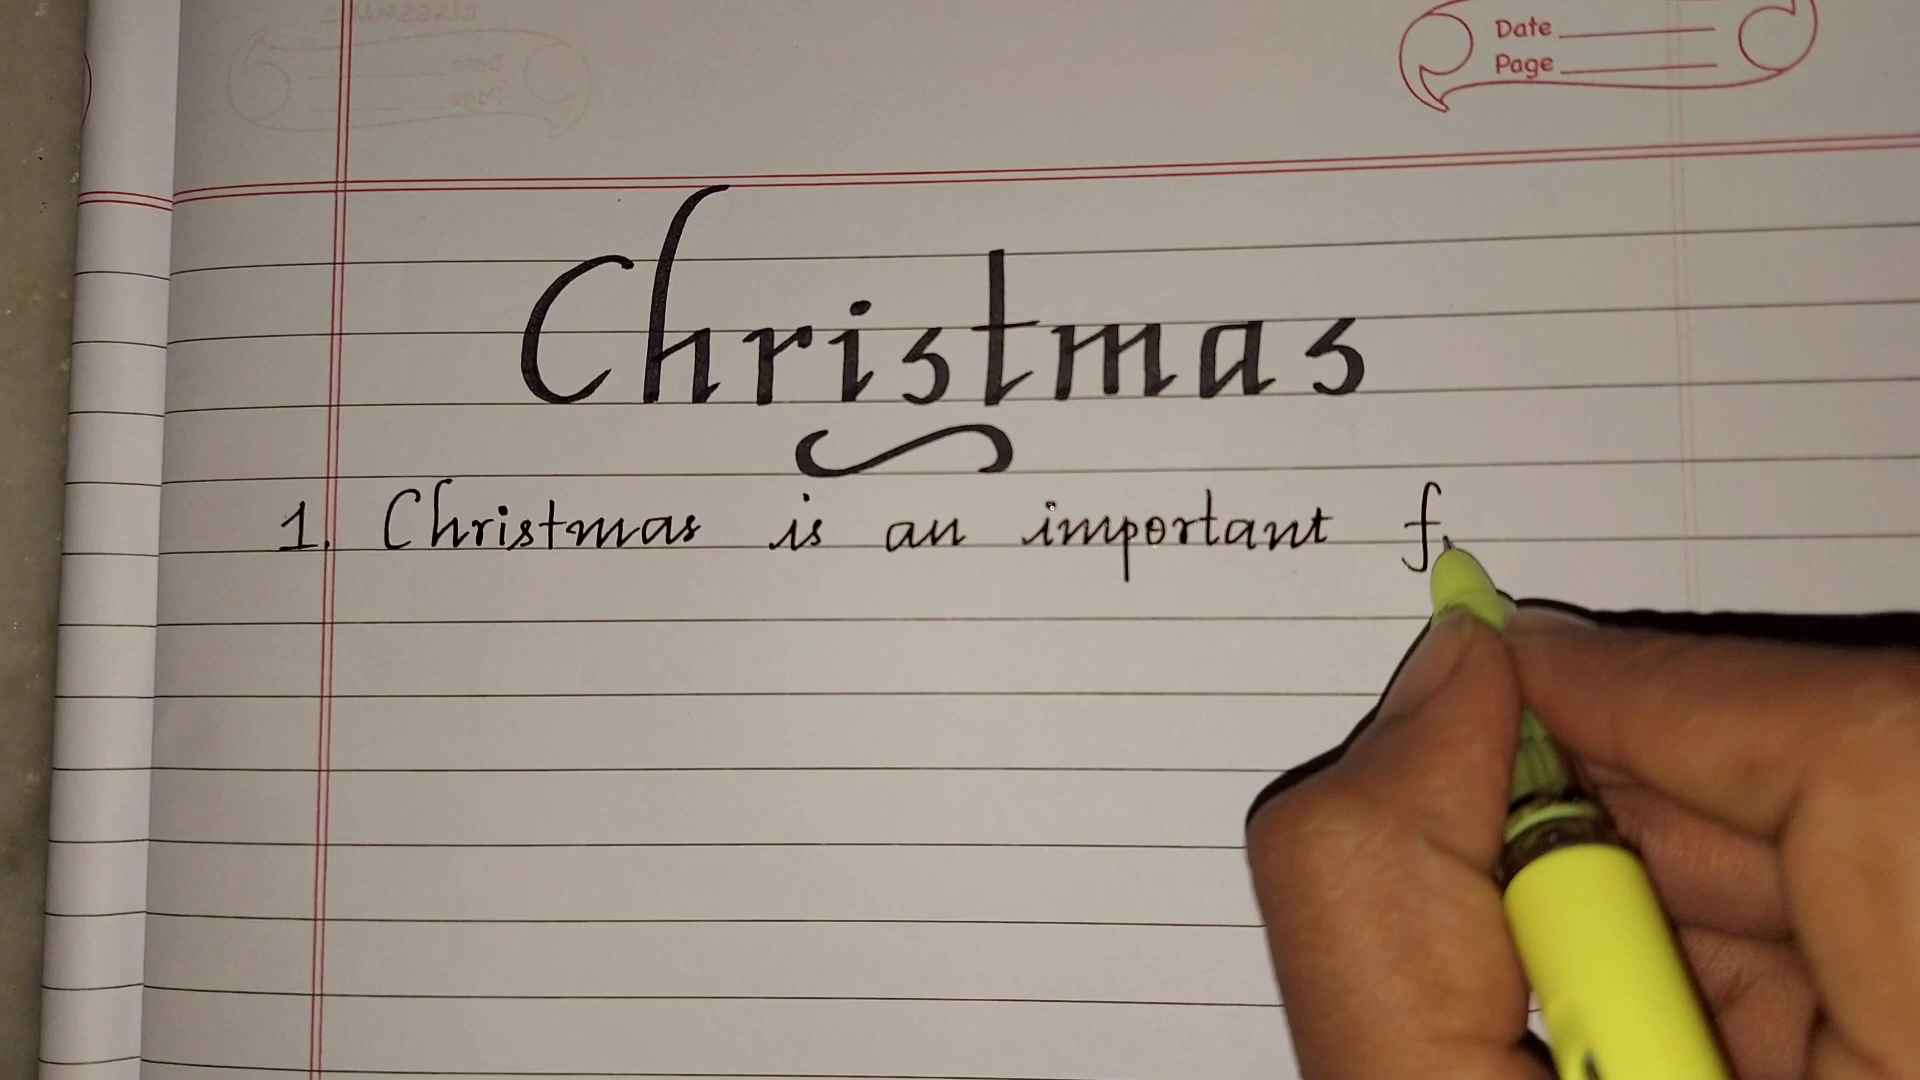 Date
Page
Christmas
1. Christmas is an important f